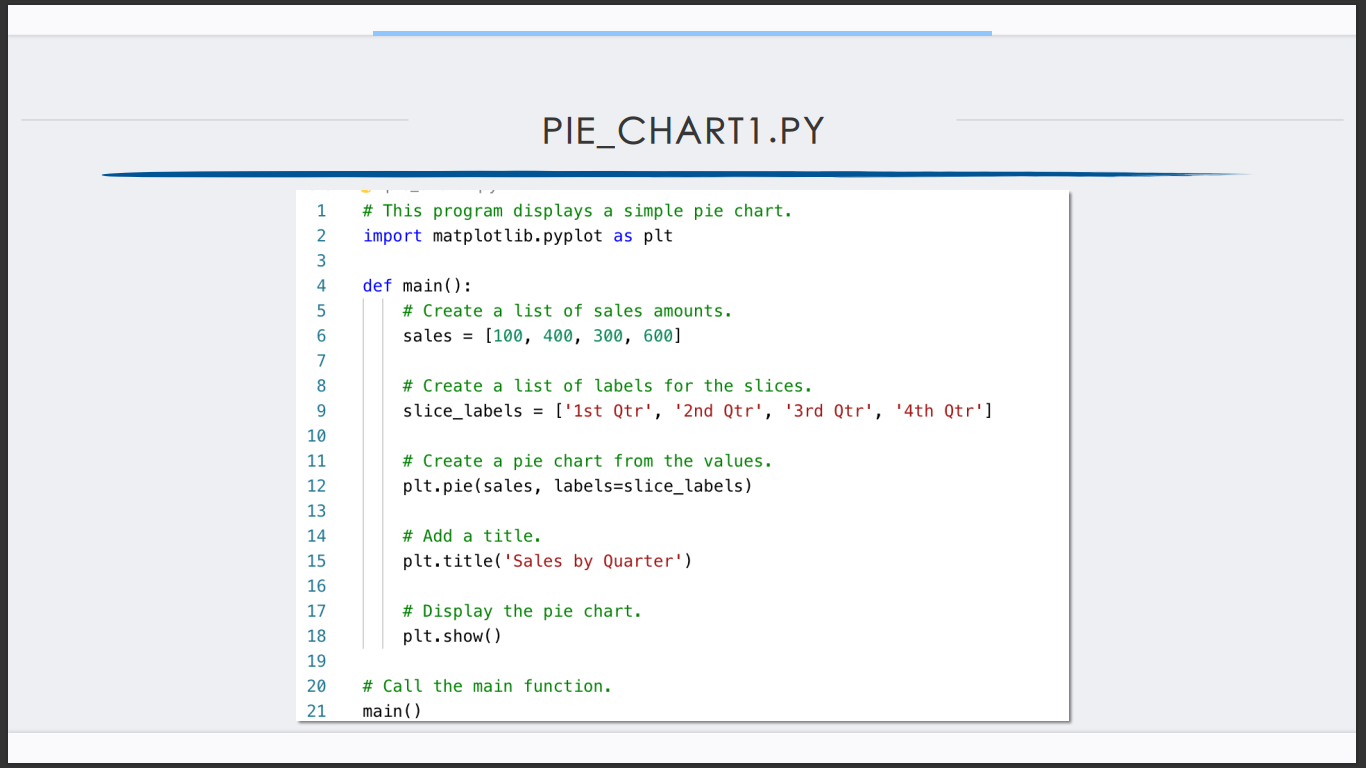 PIE_CHART1.PY
1 # This program displays a simple pie chart.
2 import matplotlib.pyplot as plt
3
4 def main():
5     # Create a list of sales amounts.
6     sales = [100, 400, 300, 600]
7
8     # Create a list of labels for the slices.
9     slice_labels = ['1st Qtr', '2nd Qtr', '3rd Qtr', '4th Qtr']
10
11     # Create a pie chart from the values.
12     plt.pie(sales, labels=slice_labels)
13
14     # Add a title.
15     plt.title('Sales by Quarter')
16
17     # Display the pie chart.
18     plt.show()
19
20 # Call the main function.
21 main()